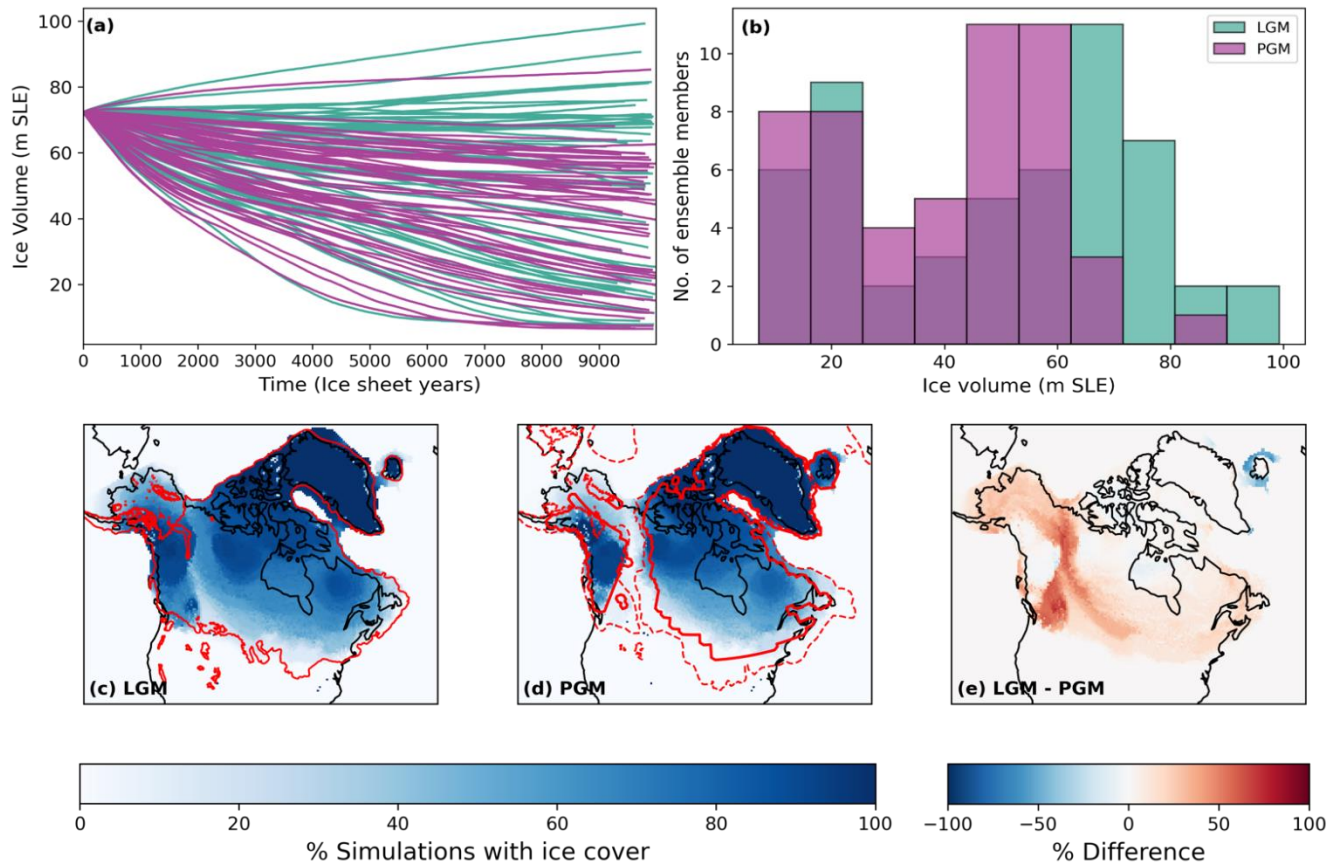 (a)
100
80
60
40
20
Ice Volume (m SLE)
0 1000 2000 3000 4000 5000 6000 7000 8000 9000
Time (Ice sheet years)
(b)
LGM
PGM
10
8
6
4
2
0
No. of ensemble members
20 40 60 80 100
Ice volume (m SLE)
(c) LGM
(d) PGM
(e) LGM - PGM
0 20 40 60 80 100
% Simulations with ice cover
−100 −50 0 50 100
% Difference